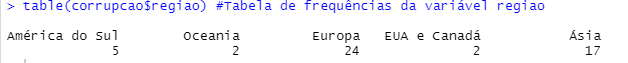 > table(corrupcao$regiao) #Tabela de frequências da variável regiao
América do Sul Oceania Europa EUA e Canadá Ásia
5 2 24 2 17